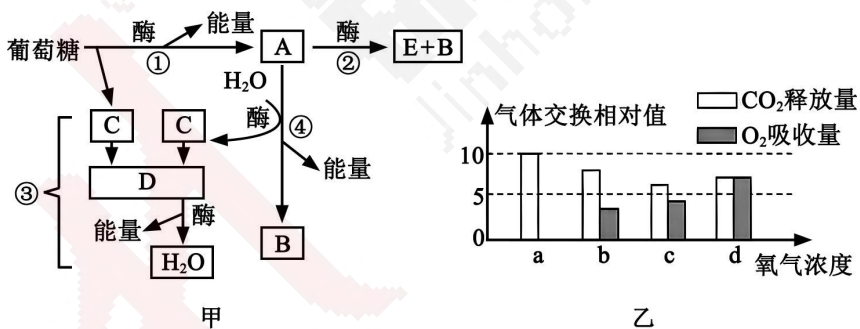 葡萄糖 酶 ① 能量 A 酶 ② E+B
H₂O 酶 ④ 能量
③ C C
D
能量 酶
H₂O
B
甲
气体交换相对值
CO₂释放量
O₂吸收量
10
5
0
a b c d 氧气浓度
乙